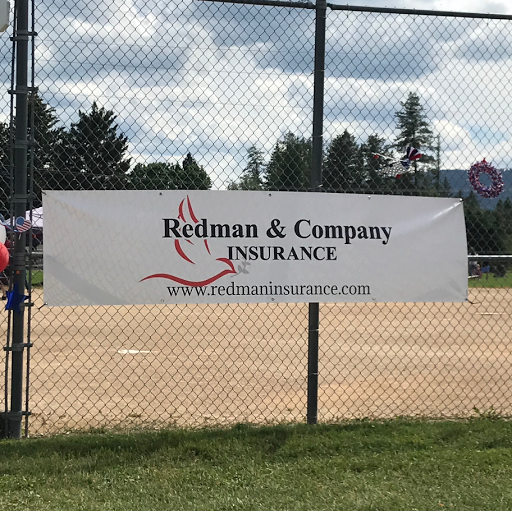 Redman & Company
INSURANCE
www.redmaninsurance.com